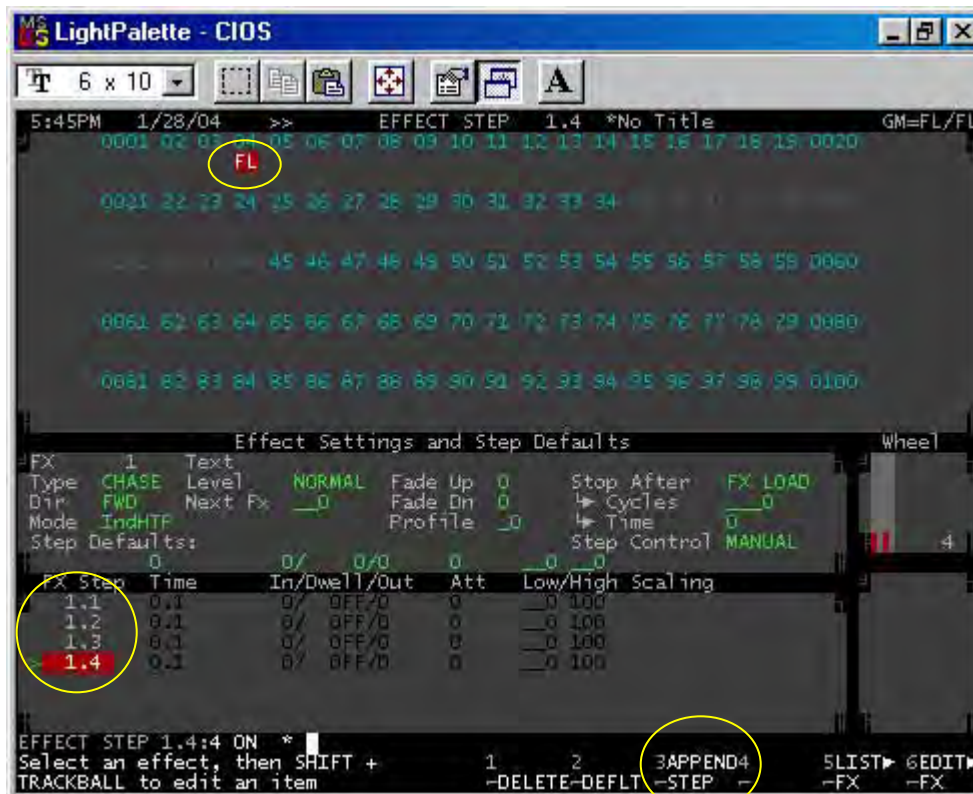 LightPalette - CIOS
6 x 10
A
5:45PM 1/28/04 >> EFFECT STEP 1.4 *No Title GM=FL/FL
0001 02 03 04 05 06 07 08 09 10 11 12 13 14 15 16 17 18 19 0020
FL
0021 22 23 24 25 26 27 28 29 30 31 32 33 34
45 46 47 48 49 50 51 52 53 54 55 56 57 58 59 0060
0061 62 63 64 65 66 67 68 69 70 71 72 73 74 75 76 77 78 79 0080
0081 82 83 84 85 86 87 88 89 90 91 92 93 94 95 96 97 98 99 0100
Effect Settings and Step Defaults Wheel
FX 1 Text
Type CHASE Level NORMAL Fade Up 0 Stop After FX LOAD
Dir FWD Next Fx __0 Fade Dn 0 ↳ Cycles ___0
Mode IndHTP Profile _0 ↳ Time 0
Step Defaults: Step Control MANUAL 4
0 0/ 0/0 0 __0 __0
FX Step Time In/Dwell/Out Att Low/High Scaling
1.1 0.1 0/ OFF/0 0 __0 100
1.2 0.1 0/ OFF/0 0 __0 100
1.3 0.1 0/ OFF/0 0 __0 100
> 1.4 0.1 0/ OFF/0 0 __0 100
EFFECT STEP 1.4:4 ON *
Select an effect, then SHIFT + 1 2 3APPEND4 5LIST▶ 6EDIT▶
TRACKBALL to edit an item ⌐DELETE⌐DEFLT ⌐STEP ⌐FX ⌐FX